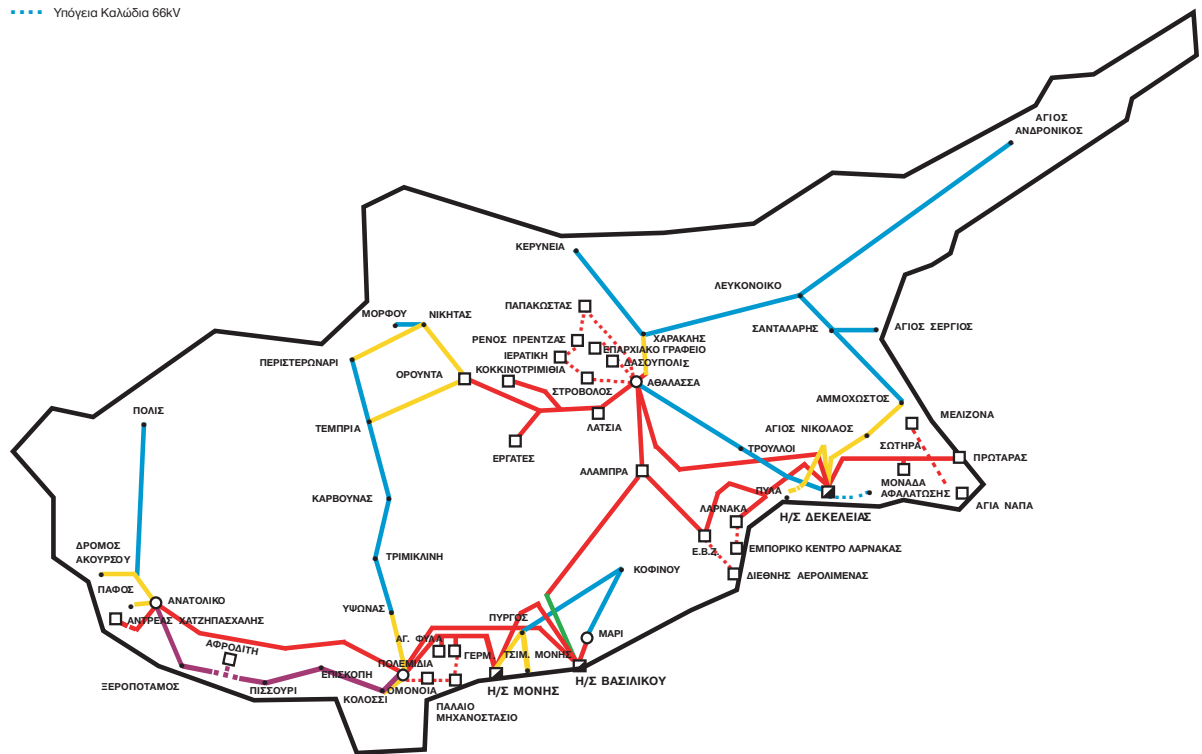 Υπόγεια Καλώδια 66kV
ΑΓΙΟΣ
ΑΝΔΡΟΝΙΚΟΣ
ΚΕΡΥΝΕΙΑ
ΛΕΥΚΟΝΟΙΚΟ
ΠΑΠΑΚΩΣΤΑΣ
ΜΟΡΦΟΥ
ΝΙΚΗΤΑΣ
ΣΑΝΤΑΛΑΡΗΣ
ΑΓΙΟΣ ΣΕΡΓΙΟΣ
ΡΕΝΟΣ ΠΡΕΝΤΖΑΣ
ΧΑΡΑΚΛΗΣ
ΕΠΑΡΧΙΑΚΟ ΓΡΑΦΕΙΟ
ΠΕΡΙΣΤΕΡΩΝΑΡΙ
ΙΕΡΑΤΙΚΗ
ΔΑΣΟΥΠΟΛΙΣ
ΟΡΟΥΝΤΑ
ΚΟΚΚΙΝΟΤΡΙΜΙΘΙΑ
ΣΤΡΟΒΟΛΟΣ
ΑΘΑΛΑΣΣΑ
ΑΜΜΟΧΩΣΤΟΣ
ΠΟΛΙΣ
ΜΕΛΙΖΟΝΑ
ΤΕΜΠΡΙΑ
ΛΑΤΣΙΑ
ΑΓΙΟΣ ΝΙΚΟΛΑΟΣ
ΕΡΓΑΤΕΣ
ΤΡΟΥΛΛΟΙ
ΣΩΤΗΡΑ
ΠΡΩΤΑΡΑΣ
ΑΛΑΜΠΡΑ
ΜΟΝΑΔΑ
ΑΦΑΛΑΤΩΣΗΣ
ΠΥΛΑ
ΚΑΡΒΟΥΝΑΣ
ΛΑΡΝΑΚΑ
Η/Σ ΔΕΚΕΛΕΙΑΣ
ΑΓΙΑ ΝΑΠΑ
ΔΡΟΜΟΣ
ΑΚΟΥΡΣΟΥ
ΤΡΙΜΙΚΛΙΝΗ
Ε.Β.Ζ.
ΕΜΠΟΡΙΚΟ ΚΕΝΤΡΟ ΛΑΡΝΑΚΑΣ
ΚΟΦΙΝΟΥ
ΔΙΕΘΝΗΣ ΑΕΡΟΛΙΜΕΝΑΣ
ΠΑΦΟΣ
ΑΝΑΤΟΛΙΚΟ
ΥΨΩΝΑΣ
ΑΝΤΡΕΑΣ ΧΑΤΖΗΠΑΣΧΑΛΗΣ
ΠΥΡΓΟΣ
ΑΓ. ΦΥΛΑ
ΜΑΡΙ
ΑΦΡΟΔΙΤΗ
ΓΕΡΜ.
ΤΣΙΜ. ΜΟΝΗΣ
ΠΟΛΕΜΙΔΙΑ
ΕΠΙΣΚΟΠΗ
Η/Σ ΒΑΣΙΛΙΚΟΥ
ΞΕΡΟΠΟΤΑΜΟΣ
ΠΙΣΣΟΥΡΙ
ΟΜΟΝΟΙΑ
Η/Σ ΜΟΝΗΣ
ΚΟΛΟΣΣΙ
ΠΑΛΑΙΟ
ΜΗΧΑΝΟΣΤΑΣΙΟ